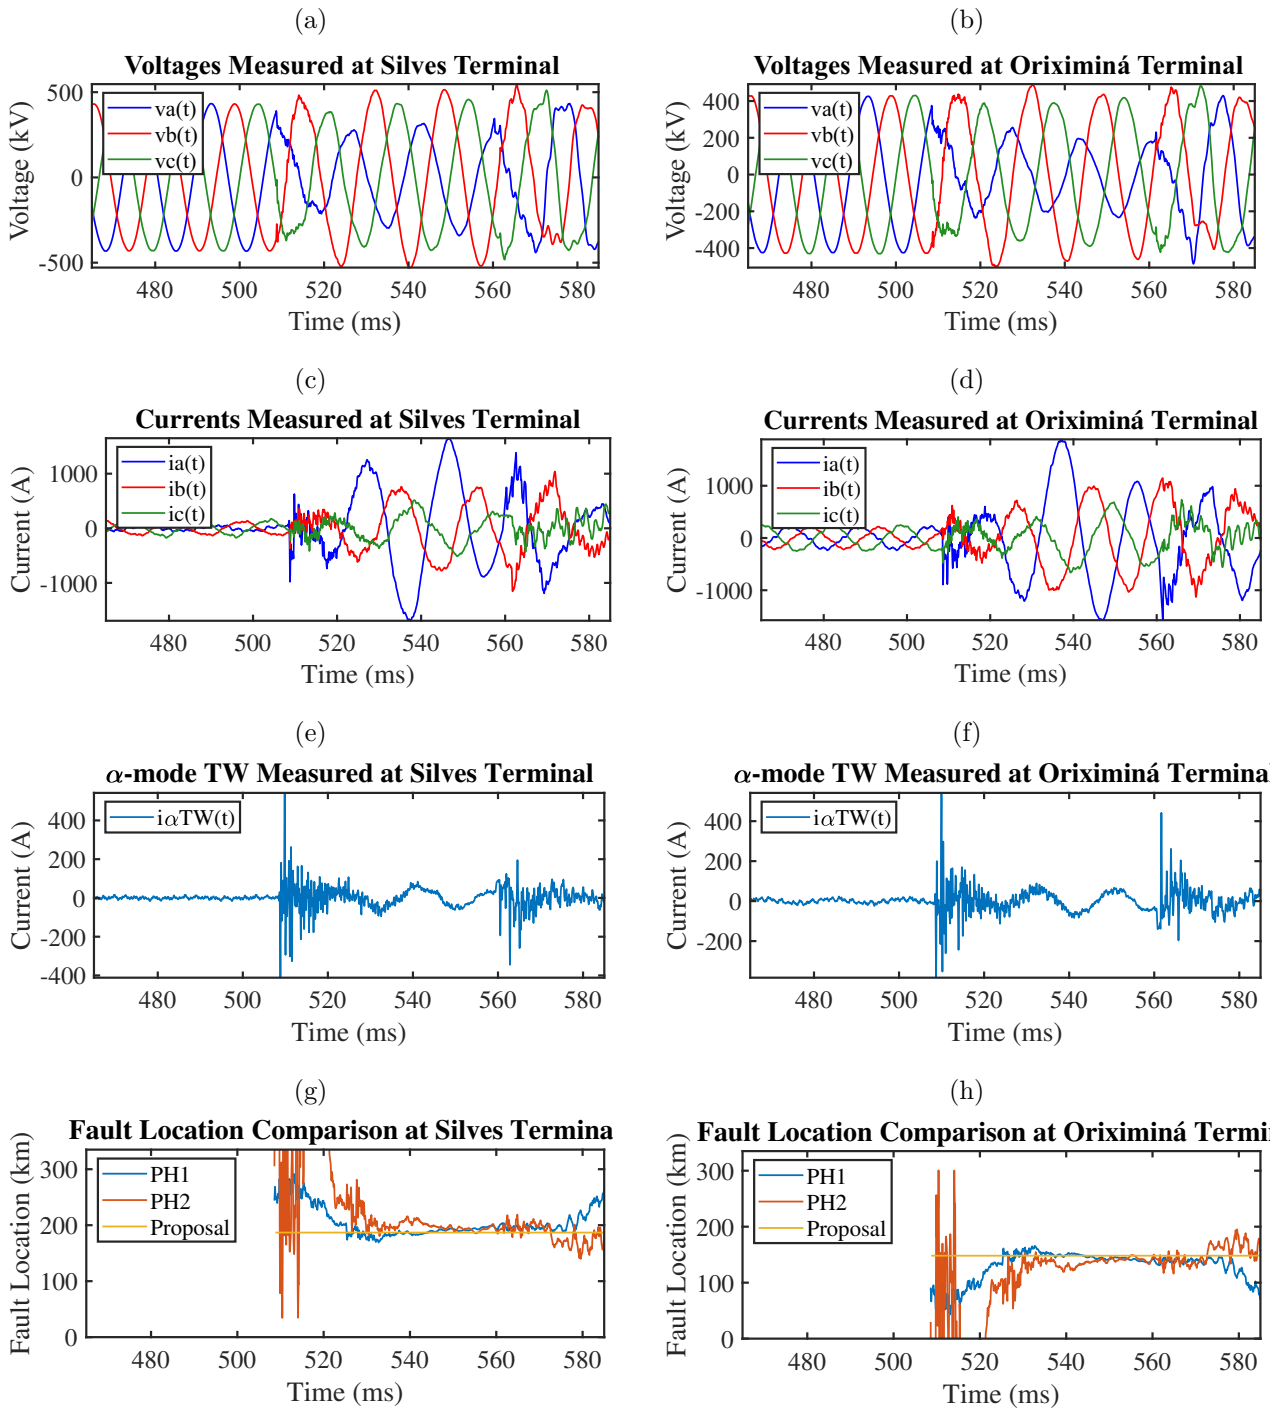 (a)
Voltages Measured at Silves Terminal
Voltage (kV)
500
0
-500
va(t)
vb(t)
vc(t)
480 500 520 540 560 580
Time (ms)
(b)
Voltages Measured at Oriximiná Terminal
Voltage (kV)
400
200
0
-200
-400
va(t)
vb(t)
vc(t)
480 500 520 540 560 580
Time (ms)
(c)
Currents Measured at Silves Terminal
Current (A)
1000
0
-1000
ia(t)
ib(t)
ic(t)
480 500 520 540 560 580
Time (ms)
(d)
Currents Measured at Oriximiná Terminal
Current (A)
1000
0
-1000
ia(t)
ib(t)
ic(t)
480 500 520 540 560 580
Time (ms)
(e)
α-mode TW Measured at Silves Terminal
Current (A)
400
200
0
-200
-400
iαTW(t)
480 500 520 540 560 580
Time (ms)
(f)
α-mode TW Measured at Oriximiná Terminal
Current (A)
400
200
0
-200
iαTW(t)
480 500 520 540 560 580
Time (ms)
(g)
Fault Location Comparison at Silves Termina
Fault Location (km)
300
200
100
0
PH1
PH2
Proposal
480 500 520 540 560 580
Time (ms)
(h)
Fault Location Comparison at Oriximiná Termi
Fault Location (km)
300
200
100
0
PH1
PH2
Proposal
480 500 520 540 560 580
Time (ms)